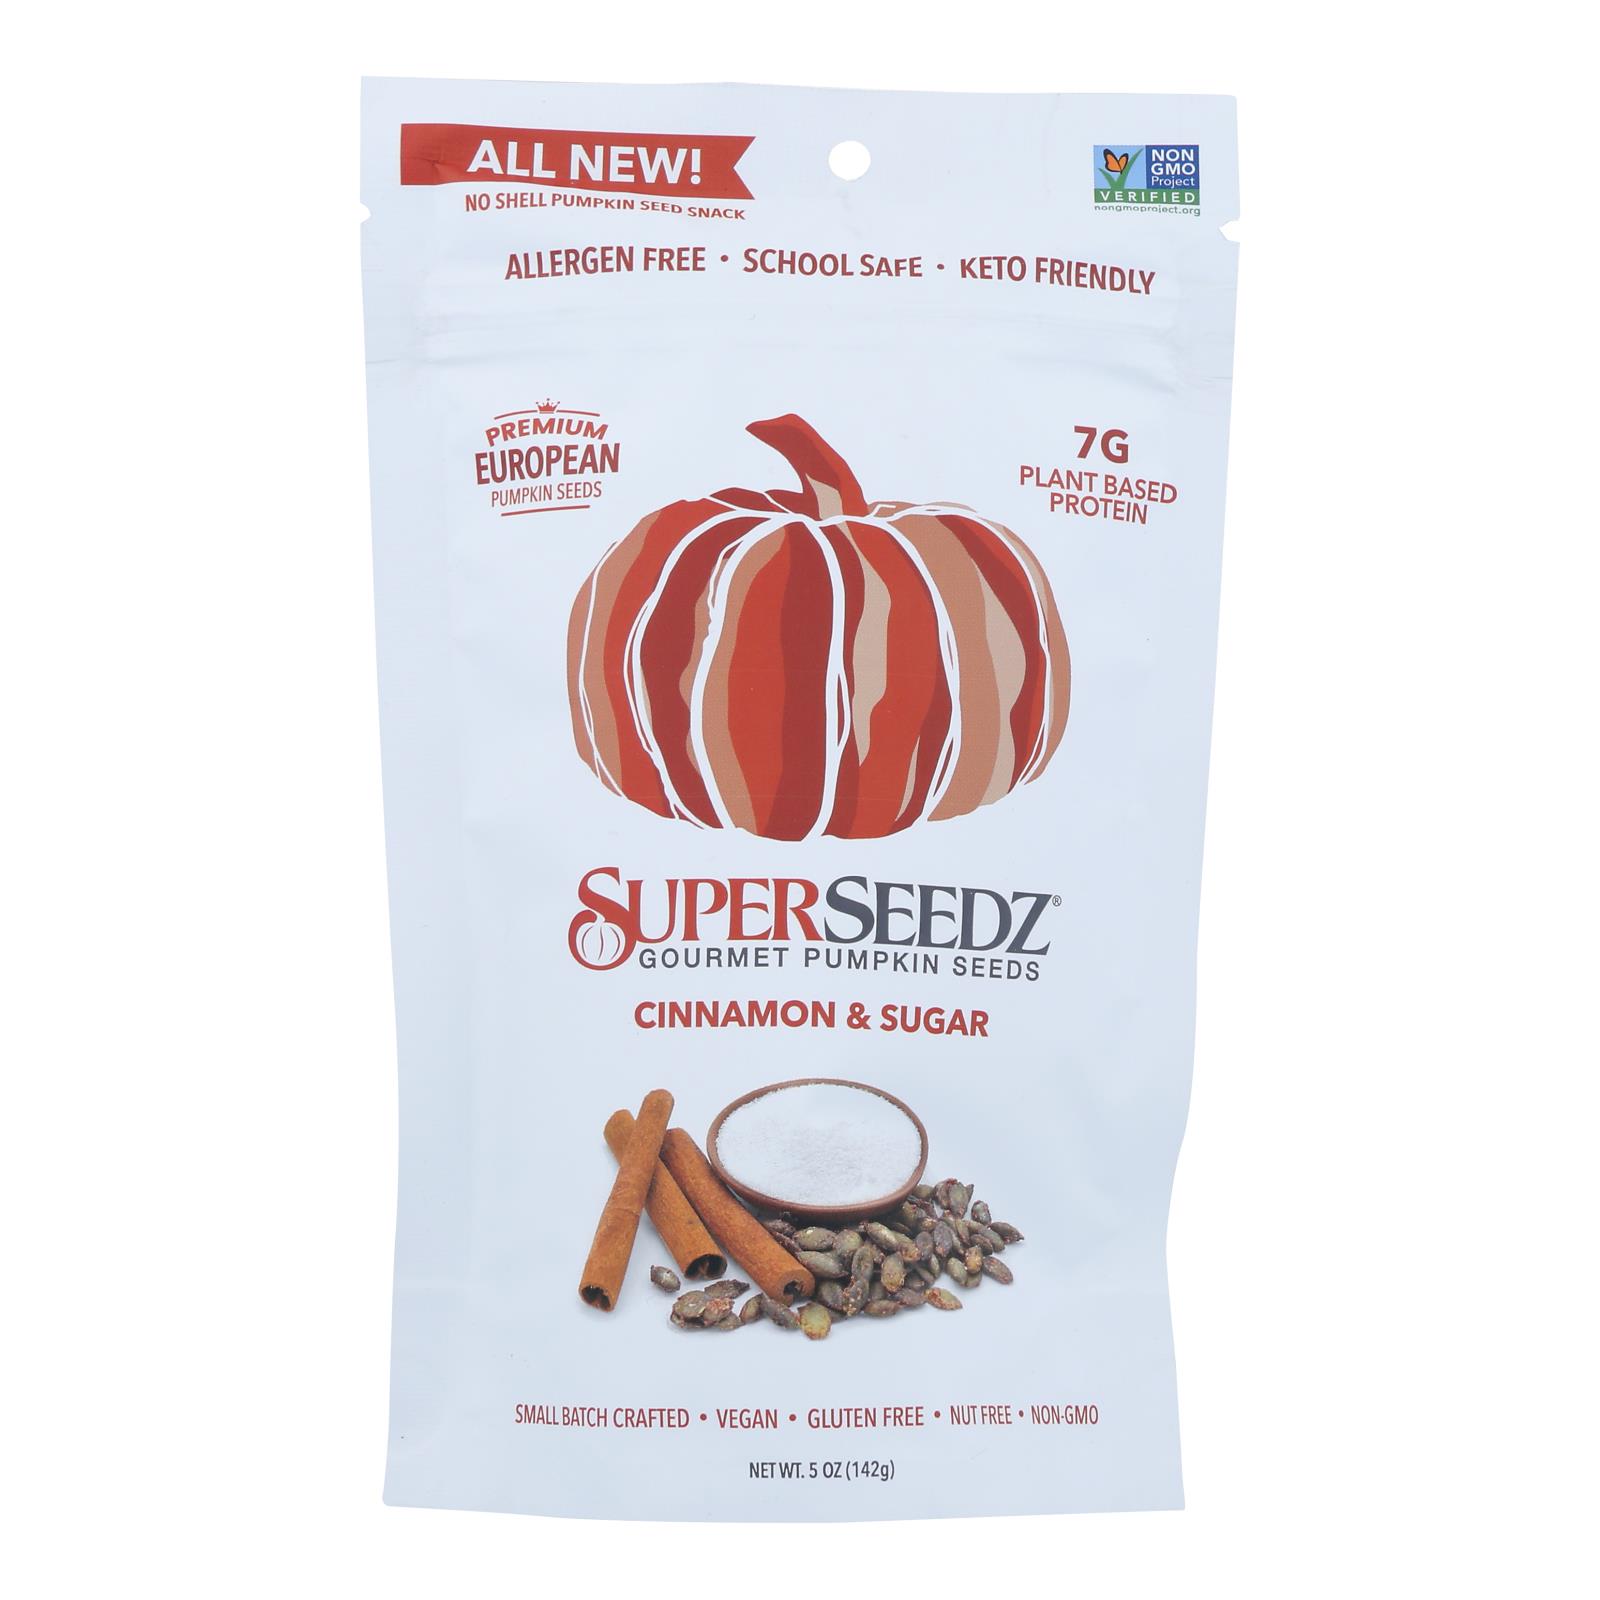 ALL NEW!
NO SHELL PUMPKIN SEED SNACK
NON
GMO
Project
VERIFIED
nongmoproject.org
ALLERGEN FREE • SCHOOL SAFE • KETO FRIENDLY
PREMIUM
EUROPEAN
PUMPKIN SEEDS
7G
PLANT BASED
PROTEIN
SUPERSEEDZ®
GOURMET PUMPKIN SEEDS
CINNAMON & SUGAR
SMALL BATCH CRAFTED • VEGAN • GLUTEN FREE • NUT FREE • NON-GMO
NET WT. 5 OZ (142g)